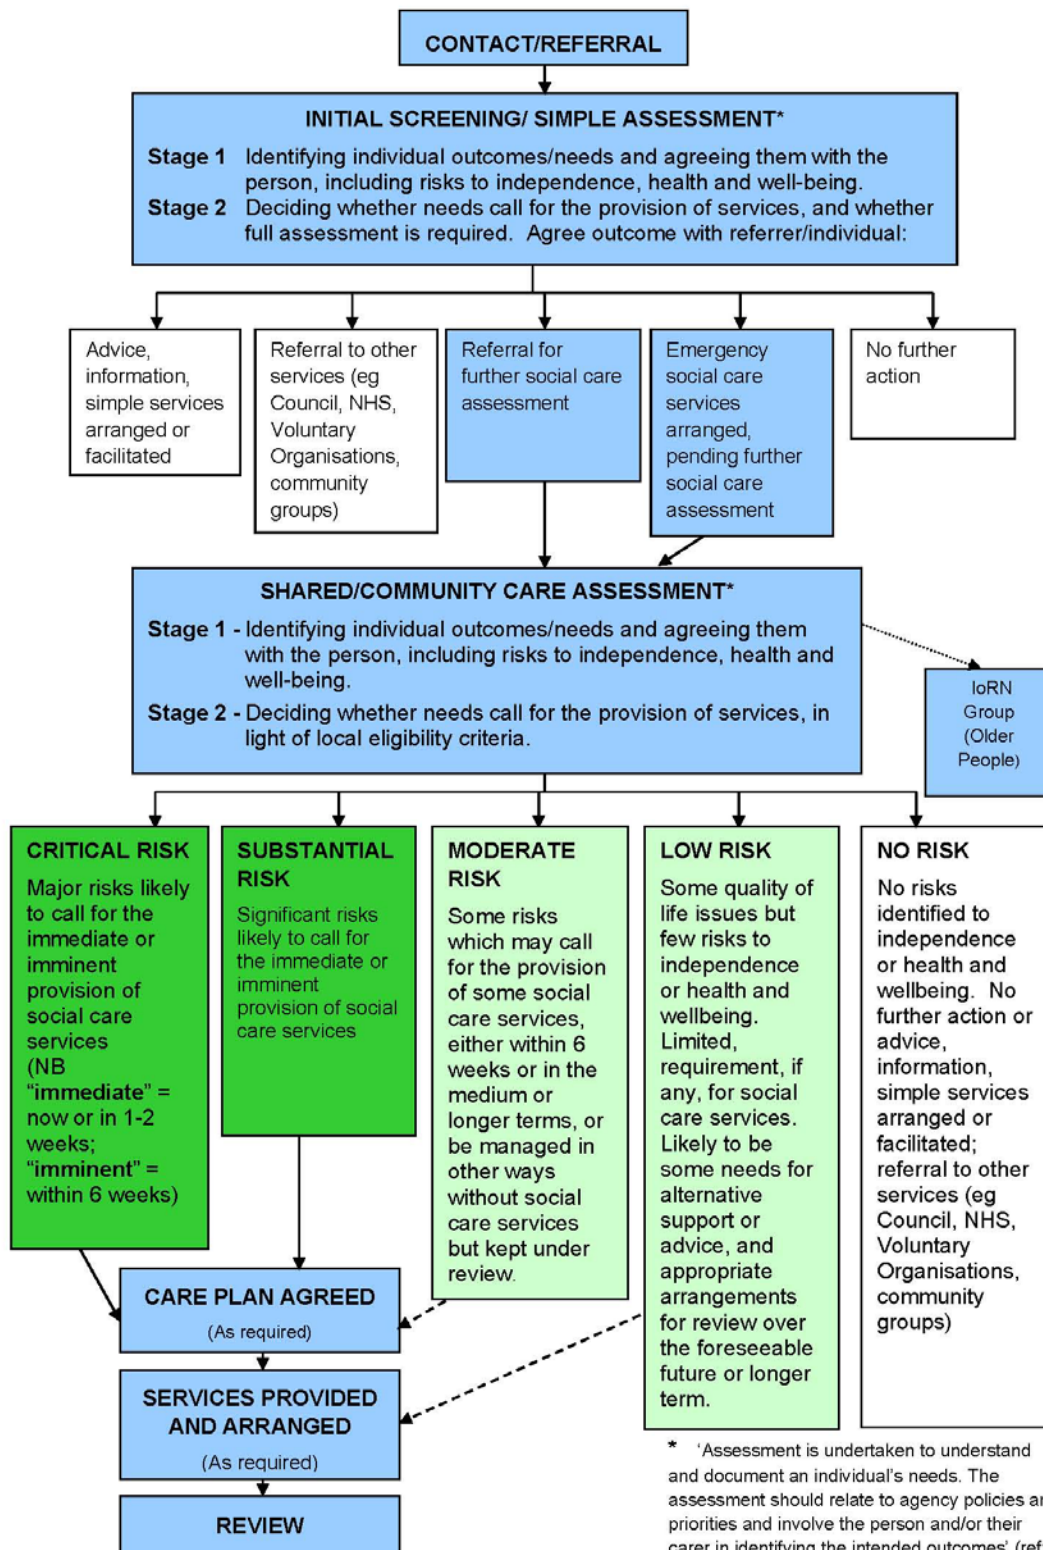 CONTACT/REFERRAL
INITIAL SCREENING/ SIMPLE ASSESSMENT*
Stage 1 Identifying individual outcomes/needs and agreeing them with the
person, including risks to independence, health and well-being.
Stage 2 Deciding whether needs call for the provision of services, and whether
full assessment is required. Agree outcome with referrer/individual:
Advice,
information,
simple services
arranged or
facilitated
Referral to other
services (eg
Council, NHS,
Voluntary
Organisations,
community
groups)
Referral for
further social care
assessment
Emergency
social care
services
arranged,
pending further
social care
assessment
No further
action
SHARED/COMMUNITY CARE ASSESSMENT*
Stage 1 - Identifying individual outcomes/needs and agreeing them
with the person, including risks to independence, health and
well-being.
Stage 2 - Deciding whether needs call for the provision of services, in
light of local eligibility criteria.
IoRN
Group
(Older
People)
CRITICAL RISK
Major risks likely
to call for the
immediate or
imminent
provision of
social care
services
(NB
“immediate” =
now or in 1-2
weeks;
“imminent” =
within 6 weeks)
SUBSTANTIAL
RISK
Significant risks
likely to call for
the immediate or
imminent
provision of social
care services
MODERATE
RISK
Some risks
which may call
for the provision
of some social
care services,
either within 6
weeks or in the
medium or
longer terms, or
be managed in
other ways
without social
care services
but kept under
review.
LOW RISK
Some quality of
life issues but
few risks to
independence
or health and
wellbeing.
Limited,
requirement, if
any, for social
care services.
Likely to be
some needs for
alternative
support or
advice, and
appropriate
arrangements
for review over
the foreseeable
future or longer
term.
NO RISK
No risks
identified to
independence
or health and
wellbeing. No
further action or
advice,
information,
simple services
arranged or
facilitated;
referral to other
services (eg
Council, NHS,
Voluntary
Organisations,
community
groups)
CARE PLAN AGREED
(As required)
SERVICES PROVIDED
AND ARRANGED
(As required)
REVIEW
* ‘Assessment is undertaken to understand
and document an individual’s needs. The
assessment should relate to agency policies
priorities and involve the person and/or their
carer in identifying the intended outcomes’